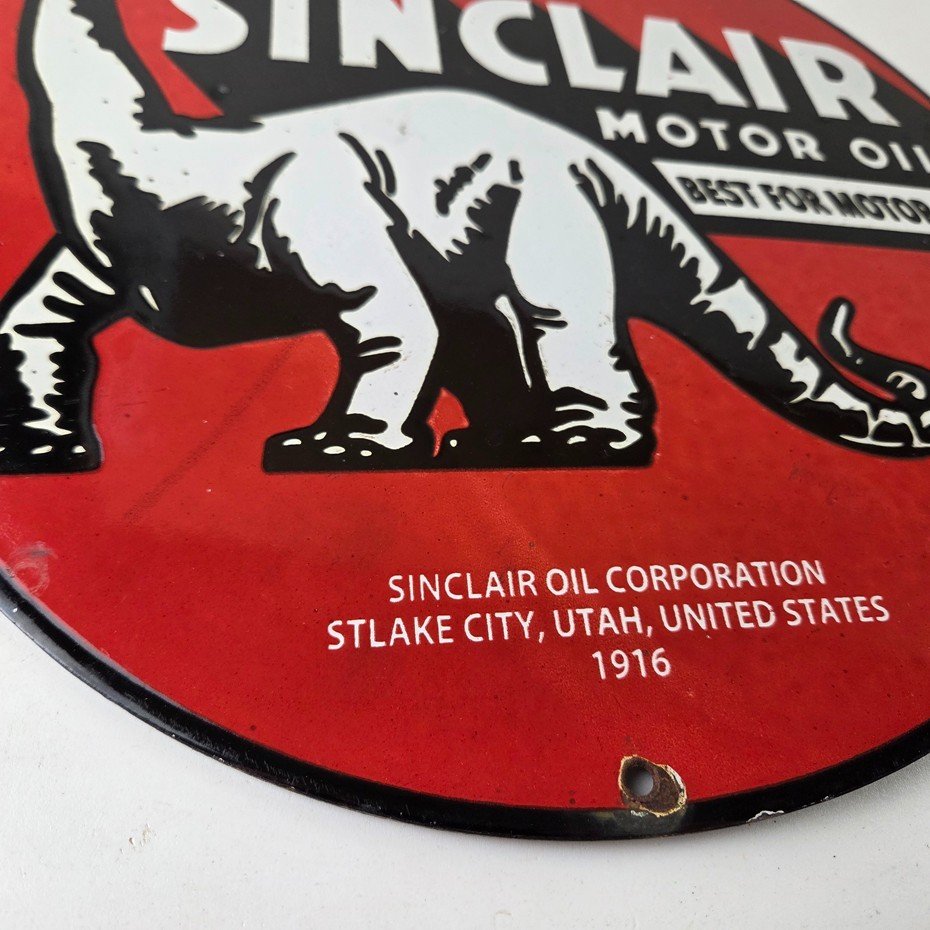 SINCLAIR
MOTOR OIL
BEST FOR MOTOR
SINCLAIR OIL CORPORATION
STLAKE CITY, UTAH, UNITED STATES
1916